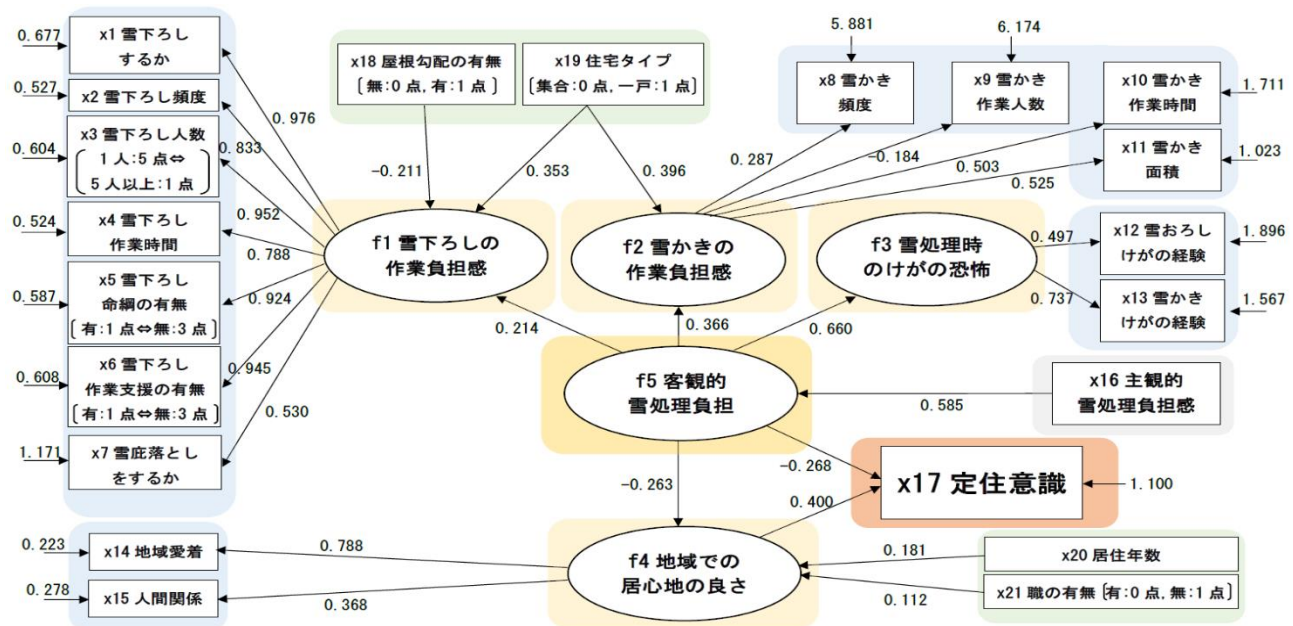 0.677
x1 雪下ろし
するか
0.527
x2 雪下ろし頻度
0.604
x3 雪下ろし人数
1人:5点⇔
5人以上:1点
0.524
x4 雪下ろし
作業時間
0.587
x5 雪下ろし
命綱の有無
[有:1点⇔無:3点]
0.608
x6 雪下ろし
作業支援の有無
[有:1点⇔無:3点]
1.171
x7 雪庇落とし
をするか
0.976
0.833
0.952
0.788
0.924
0.945
0.530
x18 屋根勾配の有無
[無:0点,有:1点]
x19 住宅タイプ
[集合:0点,一戸:1点]
-0.211
0.353
0.396
5.881
6.174
x8 雪かき
頻度
x9 雪かき
作業人数
x10 雪かき
作業時間
1.711
x11 雪かき
面積
1.023
0.287
-0.184
0.503
0.525
f1 雪下ろしの
作業負担感
f2 雪かきの
作業負担感
f3 雪処理時
のけがの恐怖
0.497
x12 雪おろし
けがの経験
1.896
0.737
x13 雪かき
けがの経験
1.567
0.214
0.366
0.660
f5 客観的
雪処理負担
0.585
x16 主観的
雪処理負担感
-0.263
-0.268
0.400
x17 定住意識
1.100
0.223
x14 地域愛着
0.788
0.278
x15 人間関係
0.368
f4 地域での
居心地の良さ
0.181
x20 居住年数
0.112
x21 職の有無[有:0点,無:1点]